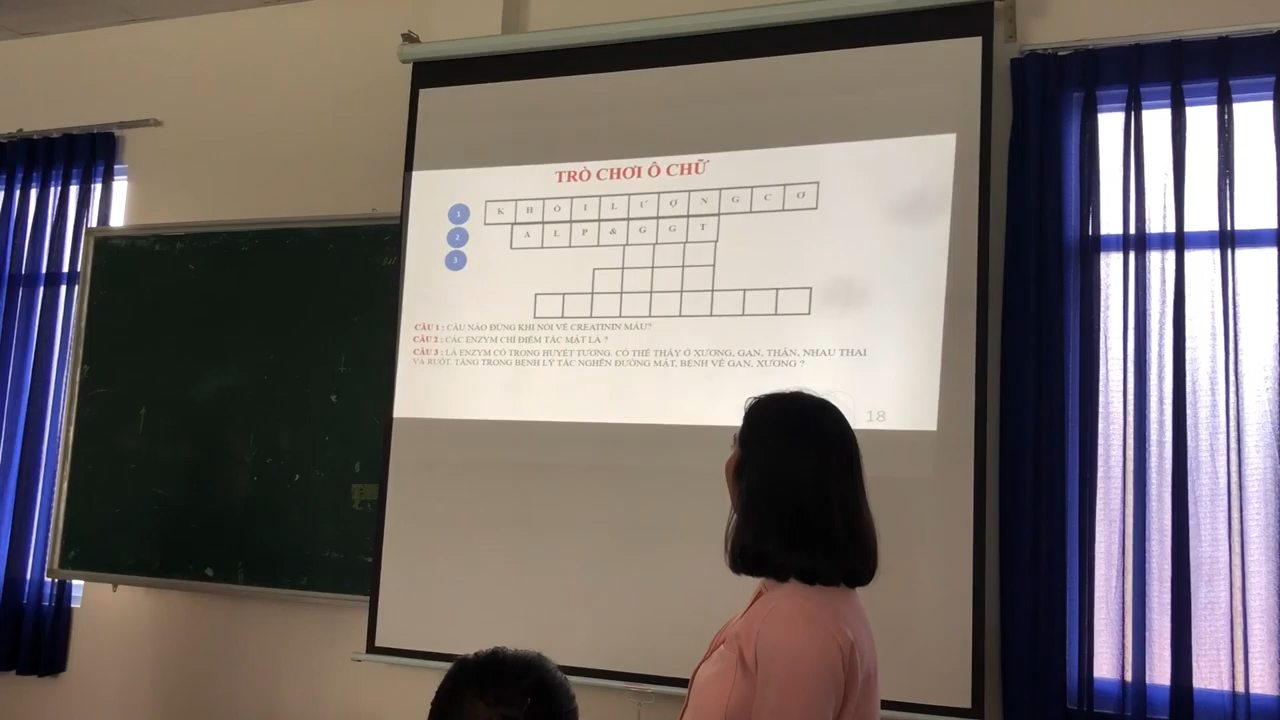 TRÒ CHƠI Ô CHỮ
1 K H Ố I L Ư Ợ N G C Ơ
2 A L P & G G T
3
CÂU 1 : CÂU NÀO ĐÚNG KHI NÓI VỀ CREATININ MÁU?
CÂU 2 : CÁC ENZYM CHỈ ĐIỂM TẮC MẬT LÀ ?
CÂU 3 : LÀ ENZYM CÓ TRONG HUYẾT TƯƠNG, CÓ THỂ THẤY Ở XƯƠNG, GAN, THẬN, NHAU THAI
VÀ RUỘT. TĂNG TRONG BỆNH LÝ TẮC NGHẼN ĐƯỜNG MẬT, BỆNH VỀ GAN, XƯƠNG ?
18